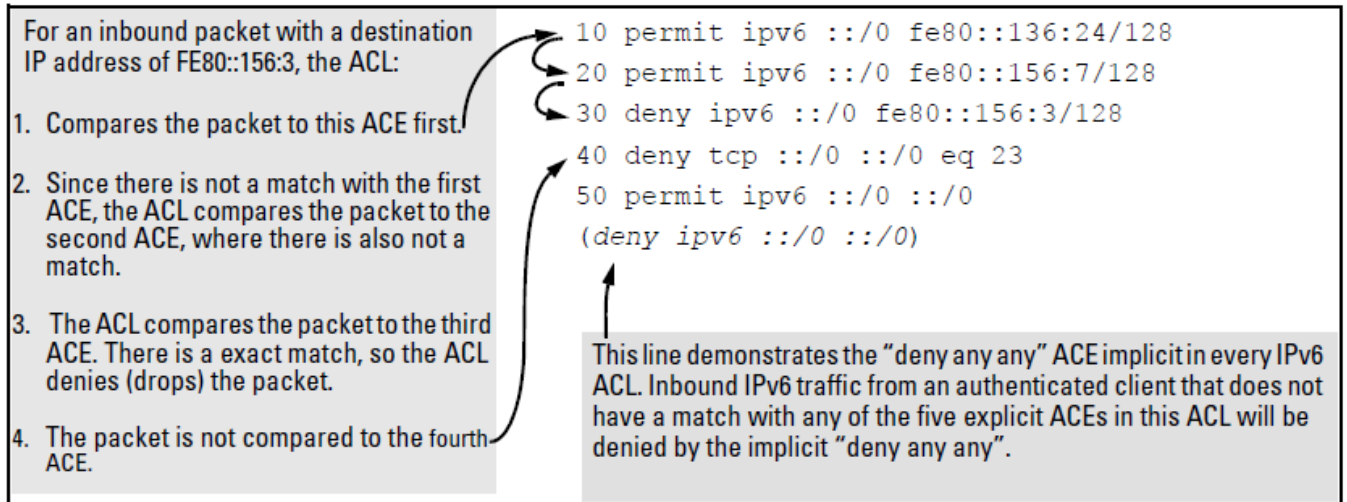 For an inbound packet with a destination
IP address of FE80::156:3, the ACL:
1. Compares the packet to this ACE first.
2. Since there is not a match with the first
ACE, the ACL compares the packet to the
second ACE, where there is also not a
match.
3. The ACL compares the packet to the third
ACE. There is a exact match, so the ACL
denies (drops) the packet.
4. The packet is not compared to the fourth
ACE.
10 permit ipv6 ::/0 fe80::136:24/128
20 permit ipv6 ::/0 fe80::156:7/128
30 deny ipv6 ::/0 fe80::156:3/128
40 deny tcp ::/0 ::/0 eq 23
50 permit ipv6 ::/0 ::/0
(deny ipv6 ::/0 ::/0)
This line demonstrates the “deny any any” ACE implicit in every IPv6
ACL. Inbound IPv6 traffic from an authenticated client that does not
have a match with any of the five explicit ACEs in this ACL will be
denied by the implicit “deny any any”.